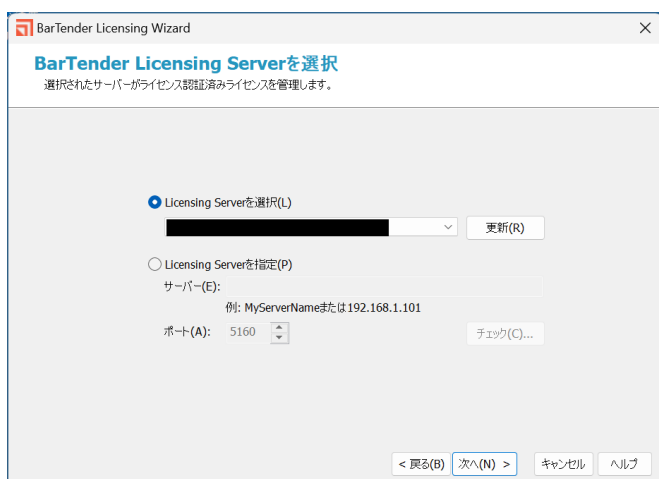 BarTender Licensing Wizard
BarTender Licensing Serverを選択
選択されたサーバーがライセンス認証済みライセンスを管理します。
Licensing Serverを選択(L)
更新(R)
Licensing Serverを指定(P)
サーバー(E):
例: MyServerNameまたは192.168.1.101
ポート(A): 5160 チェック(C)...
< 戻る(B) 次へ(N) > キャンセル ヘルプ